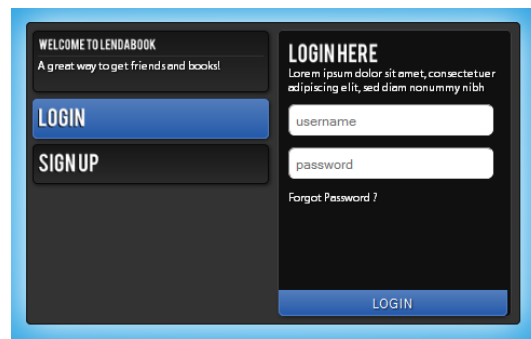 WELCOME TO LENDABOOK
A great way to get friends and books!
LOGIN
SIGN UP
LOGIN HERE
Lorem ipsum dolor sit amet, consectetuer
adipiscing elit, sed diam nonummy nibh
username
password
Forgot Password ?
LOGIN